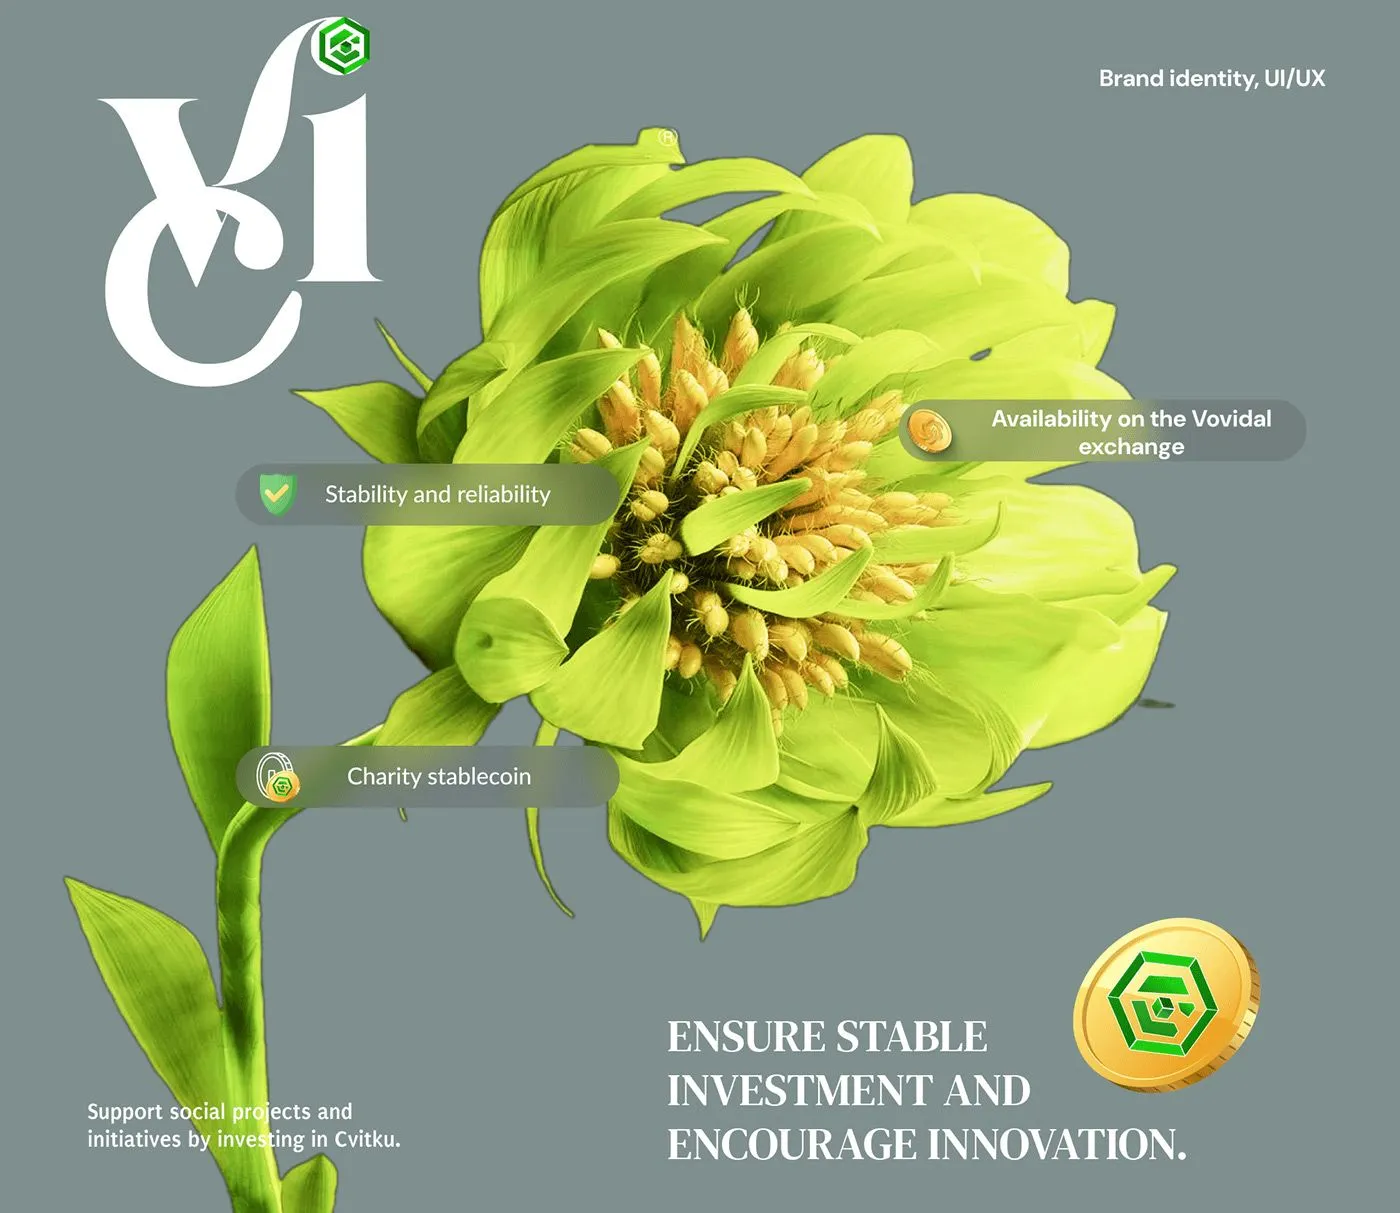 Cvi
Brand identity, UI/UX
®
Availability on the Vovidal
exchange
Stability and reliability
Charity stablecoin
ENSURE STABLE
INVESTMENT AND
ENCOURAGE INNOVATION.
Support social projects and
initiatives by investing in Cvitku.